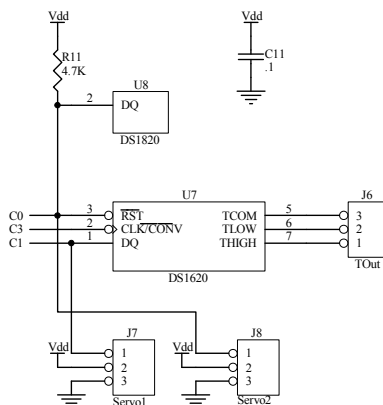 Vdd
Vdd
R11
4.7K
C11
.1
U8
2
DQ
DS1820
U7
J6
C0
3
RST
TCOM
5
3
C3
2
CLK/CONV
TLOW
6
2
C1
1
DQ
THIGH
7
1
DS1620
TOut
J7
J8
Vdd
1
2
3
Vdd
1
2
3
Servo1
Servo2